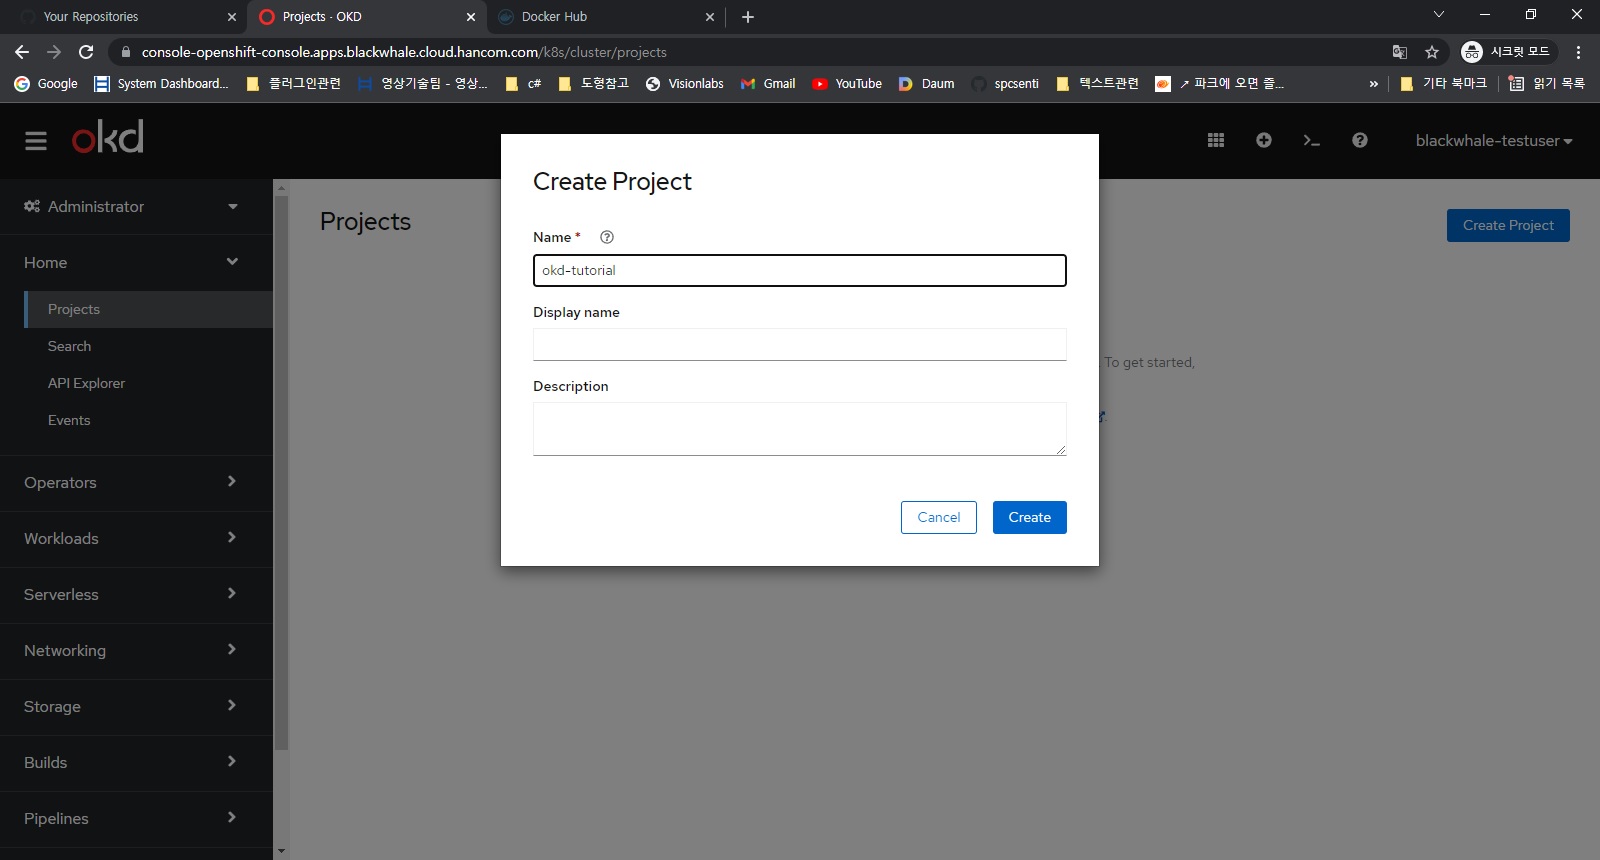 Your Repositories
Projects · OKD
Docker Hub
console-openshift-console.apps.blackwhale.cloud.hancom.com/k8s/cluster/projects
시크릿 모드
Google
System Dashboard...
플러그인관련
영상기술팀 - 영상...
c#
도형참고
Visionlabs
Gmail
YouTube
Daum
spcsenti
텍스트관련
↗ 파크에 오면 즐...
»
기타 북마크
읽기 목록
okd
blackwhale-testuser
Administrator
Home
Projects
Search
API Explorer
Events
Operators
Workloads
Serverless
Networking
Storage
Builds
Pipelines
Projects
Create Project
. To get started,
Create Project
Name *
okd-tutorial
Display name
Description
Cancel
Create